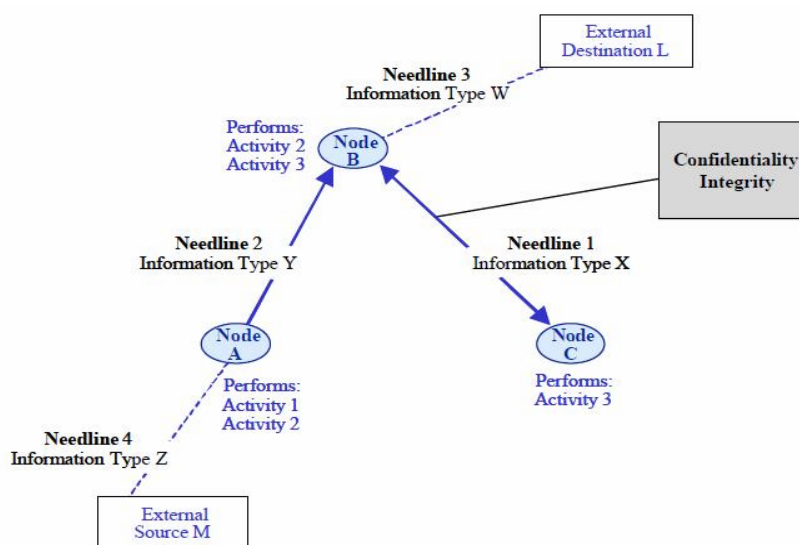 External
Destination L
Needline 3
Information Type W
Performs:
Activity 2
Activity 3
Node
B
Confidentiality
Integrity
Needline 2
Information Type Y
Needline 1
Information Type X
Node
A
Node
C
Performs:
Activity 1
Activity 2
Performs:
Activity 3
Needline 4
Information Type Z
External
Source M